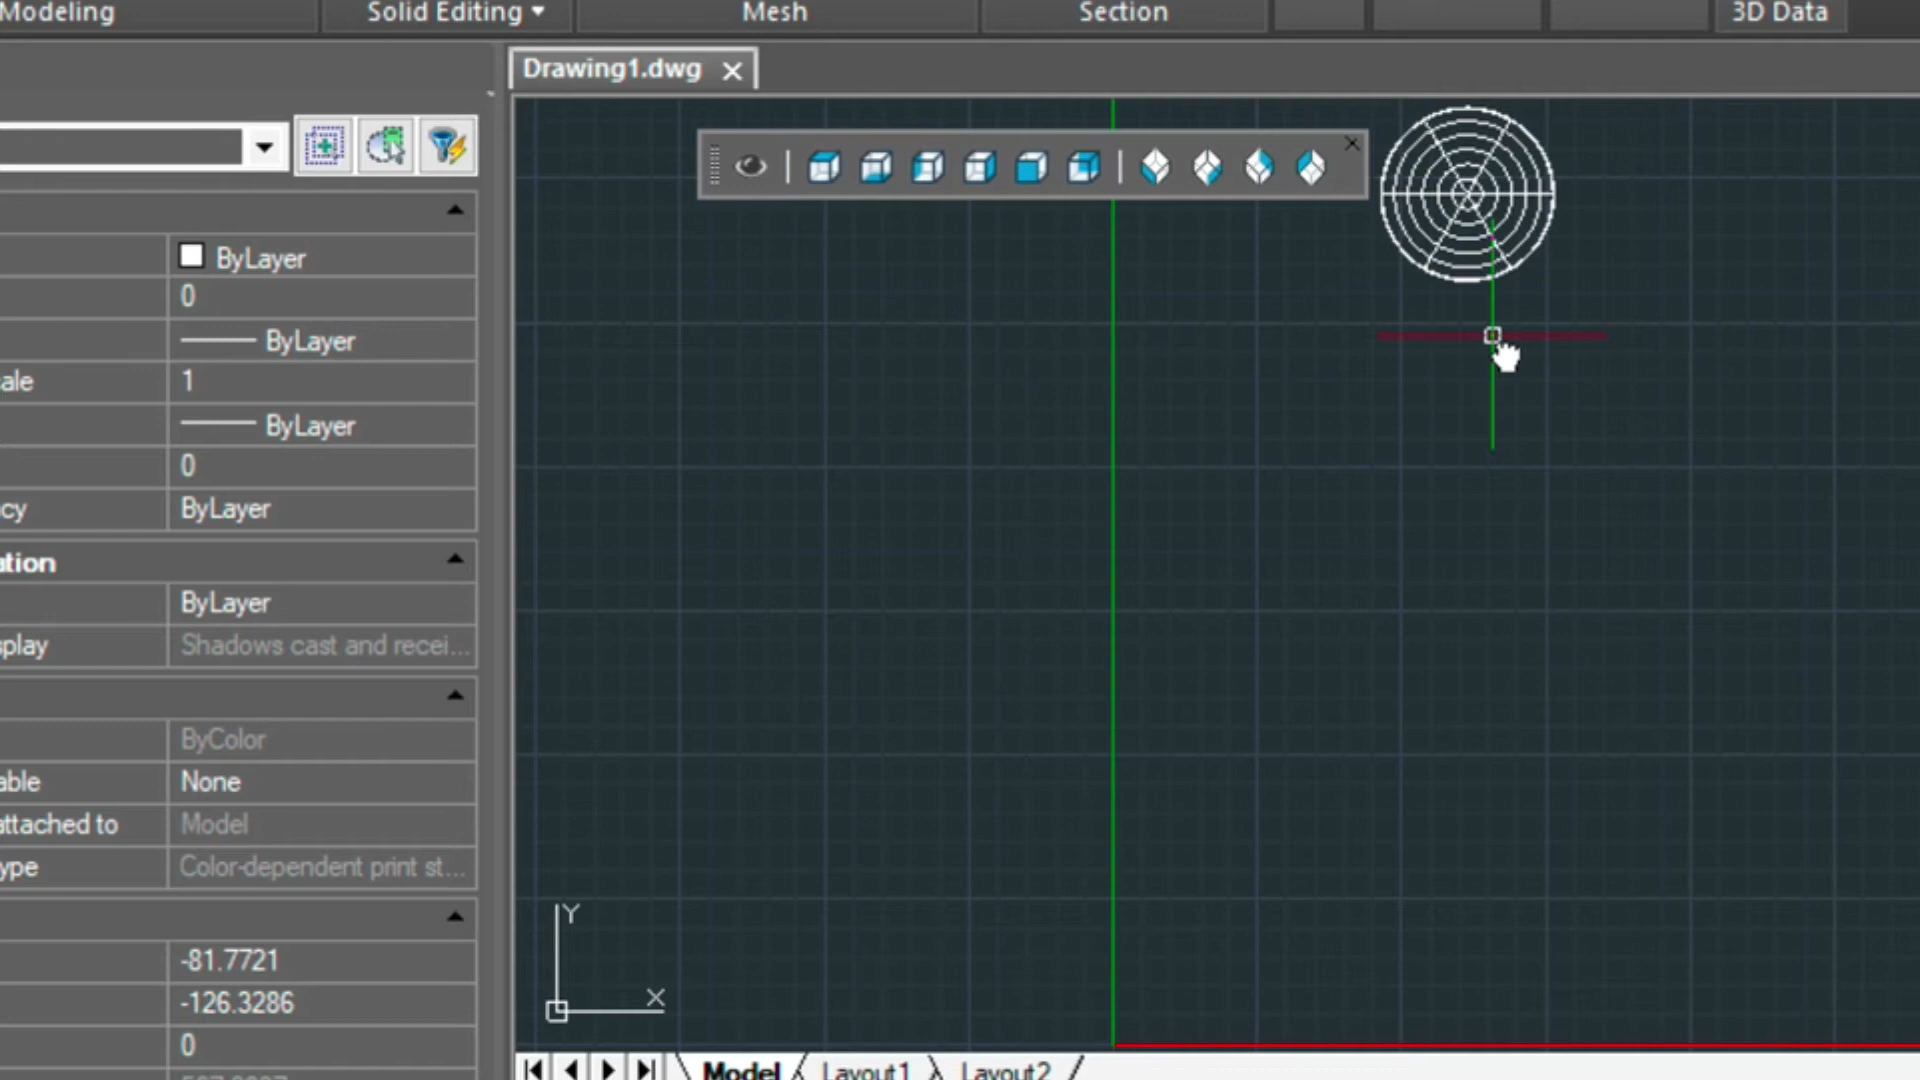 Modeling
Solid Editing
Mesh
Section
3D Data
Drawing1.dwg
ByLayer
0
ByLayer
ale
1
ByLayer
0
cy
ByLayer
ation
ByLayer
splay
Shadows cast and recei...
ByColor
able
None
attached to
Model
ype
Color-dependent print st...
-81.7721
-126.3286
0
Y
X
Model
Layout1
Layout2